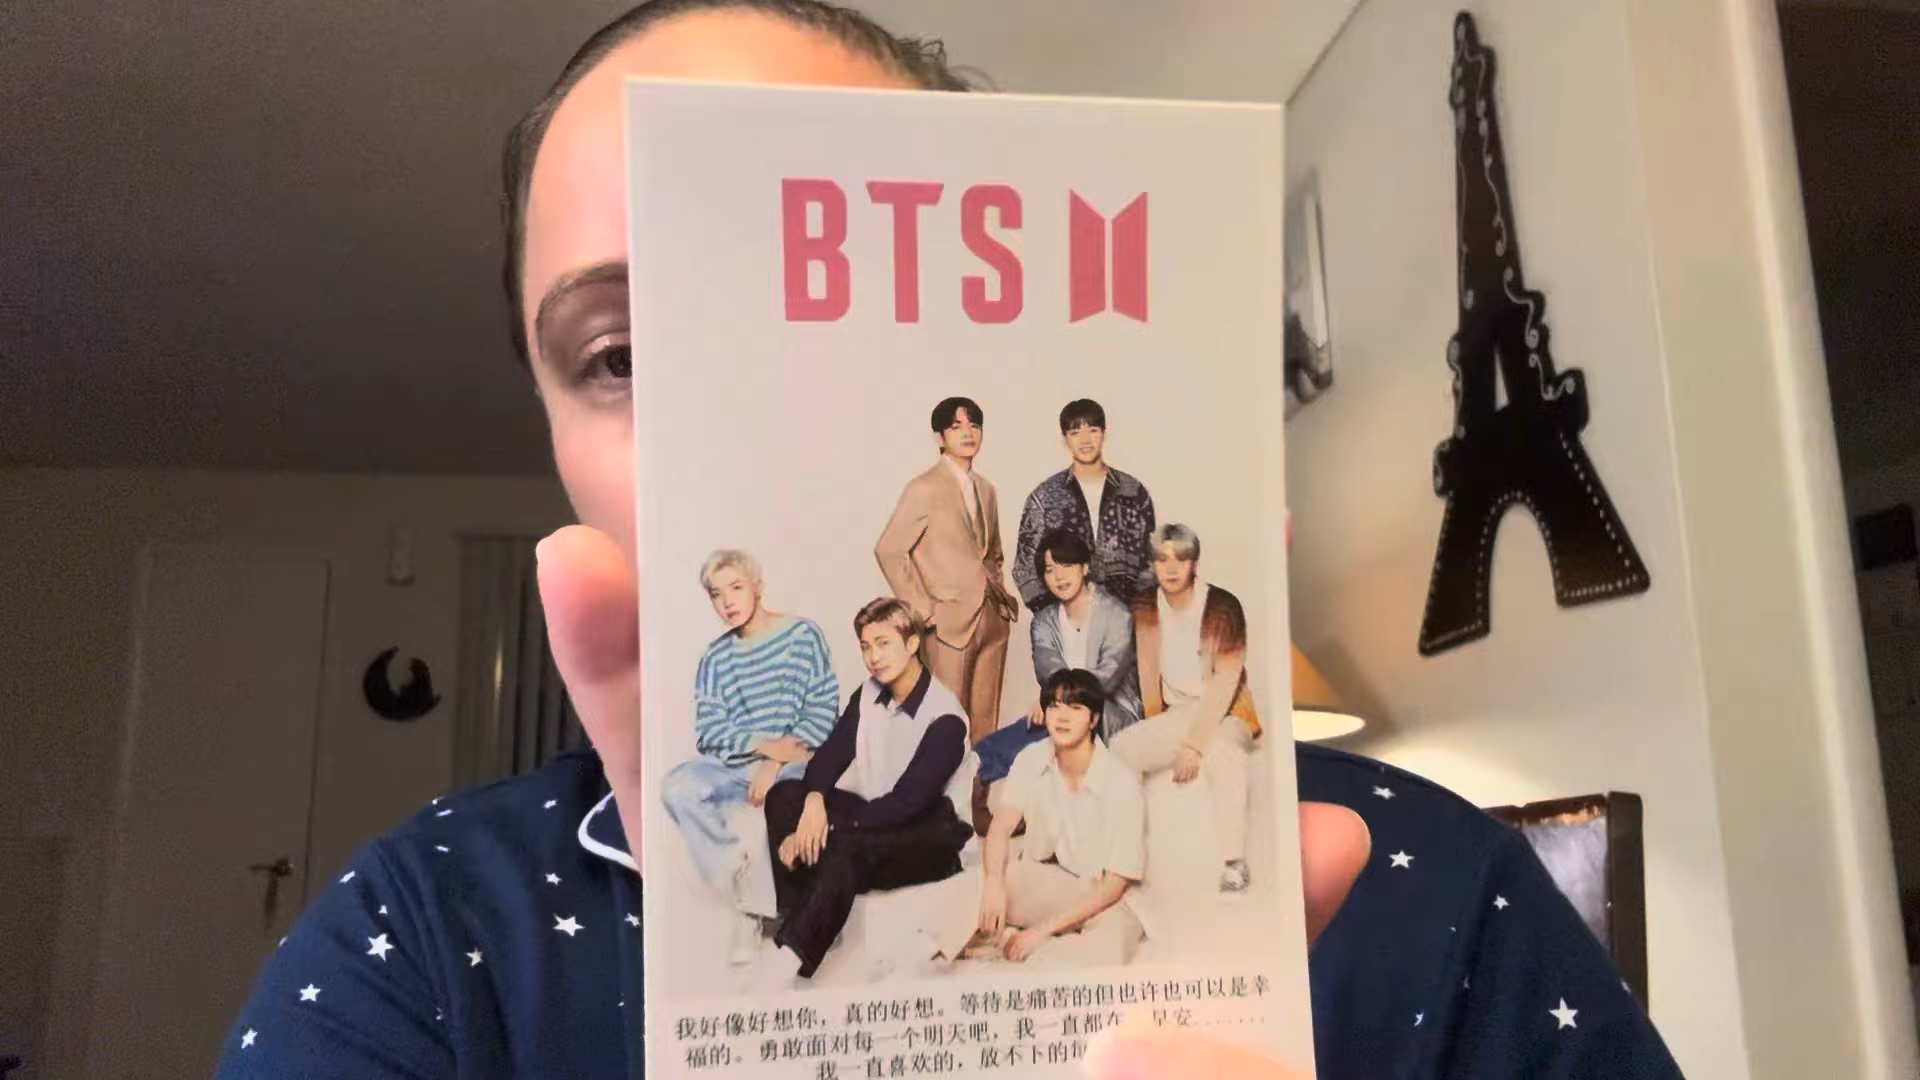 BTS
我好像好想你，真的好想。等待是痛苦的但也许也可以是幸
福的。勇敢面对每一个明天吧，我一直都在 早安.......
我一直喜欢的，放不下的